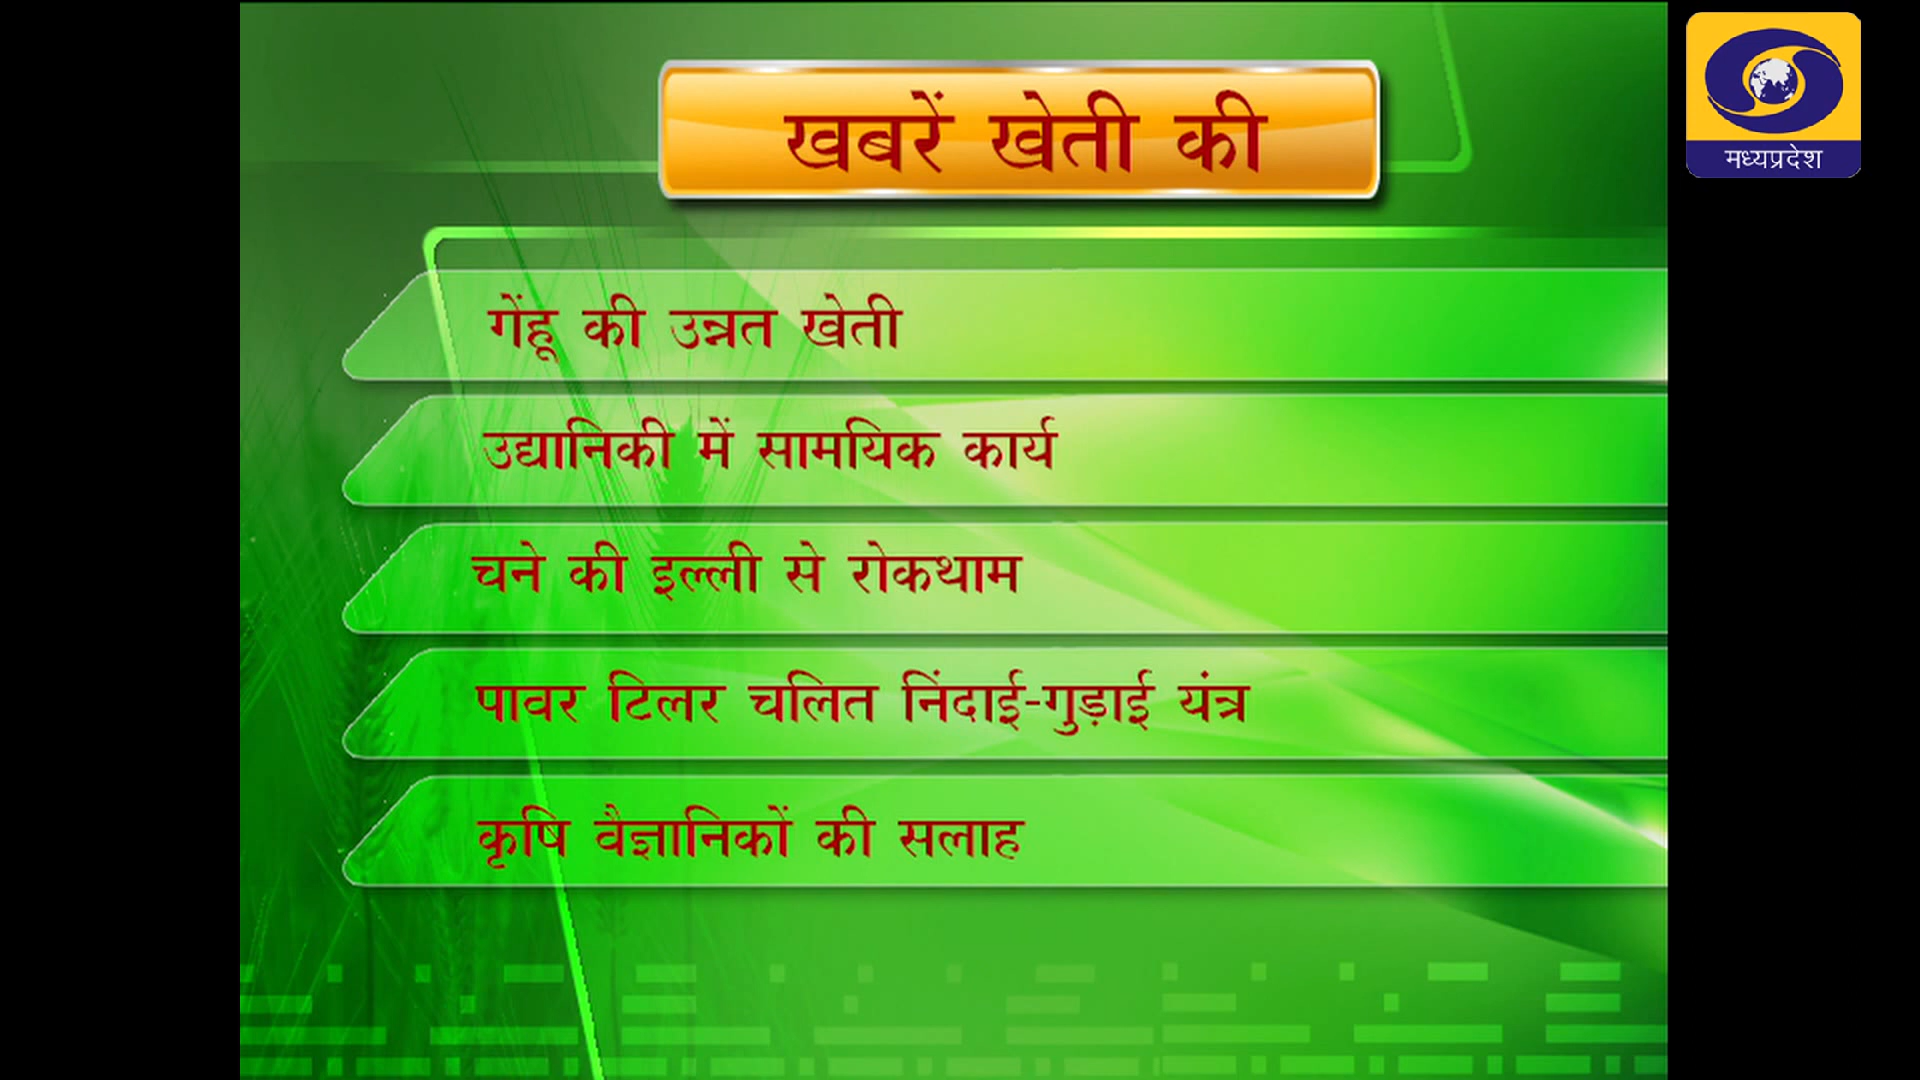 खबरें खेती की
मध्यप्रदेश
गेंहू की उन्नत खेती
उद्यानिकी में सामयिक कार्य
चने की इल्ली से रोकथाम
पावर टिलर चलित निंदाई-गुड़ाई यंत्र
कृषि वैज्ञानिकों की सलाह